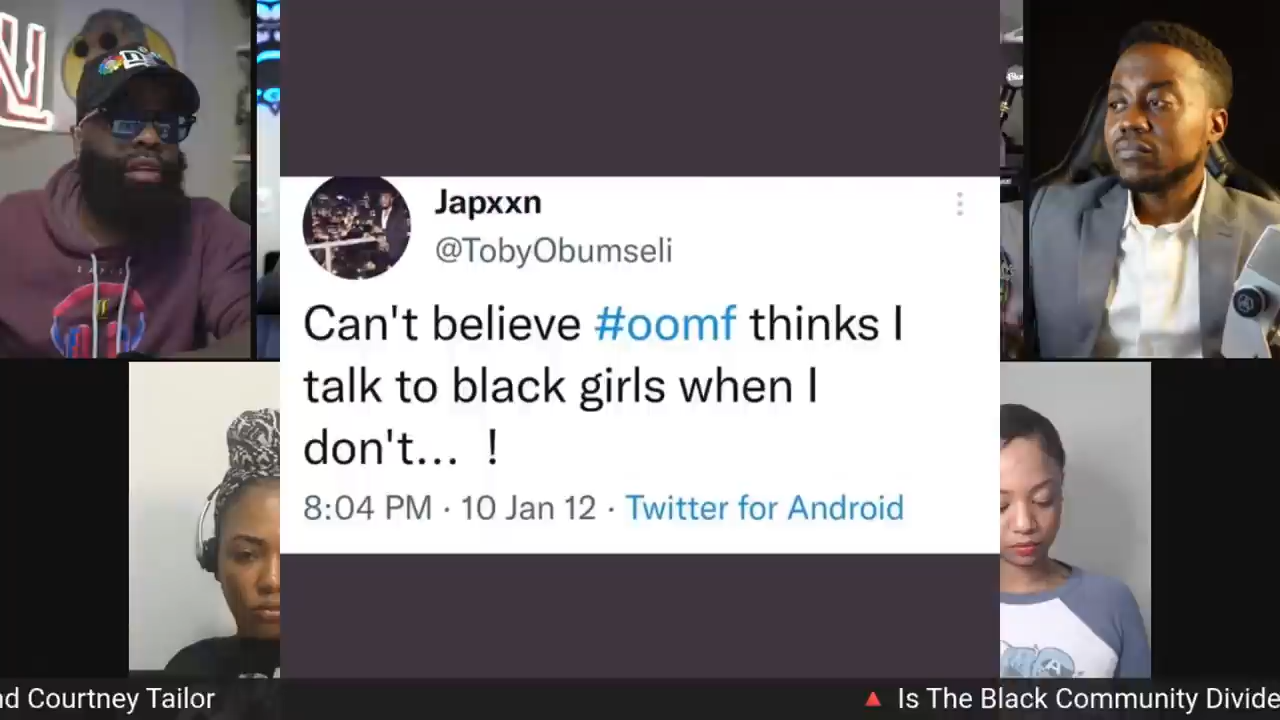 Japxxn
@TobyObumseli
Can't believe #oomf thinks I
talk to black girls when I
don't... !
8:04 PM · 10 Jan 12 · Twitter for Android
nd Courtney Tailor
Is The Black Community Divide